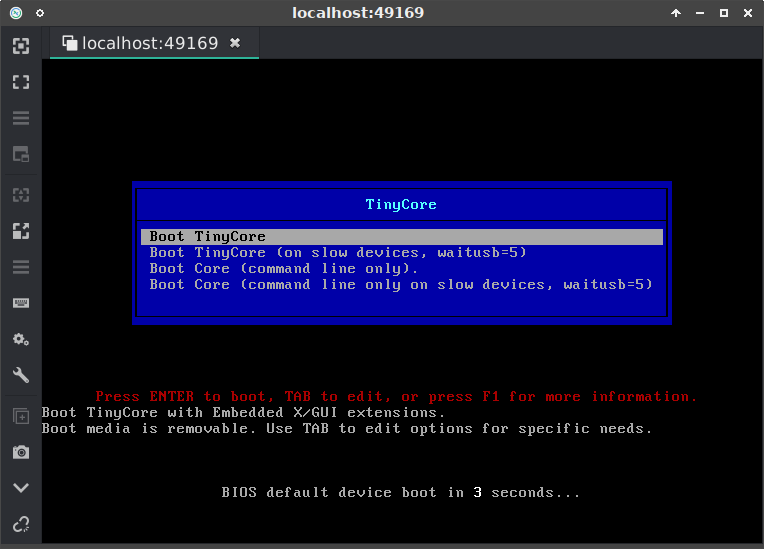 localhost:49169
localhost:49169
TinyCore
Boot TinyCore
Boot TinyCore (on slow devices, waitusb=5)
Boot Core (command line only).
Boot Core (command line only on slow devices, waitusb=5)
Press ENTER to boot, TAB to edit, or press F1 for more information.
Boot TinyCore with Embedded X/GUI extensions.
Boot media is removable. Use TAB to edit options for specific needs.
BIOS default device boot in 3 seconds...